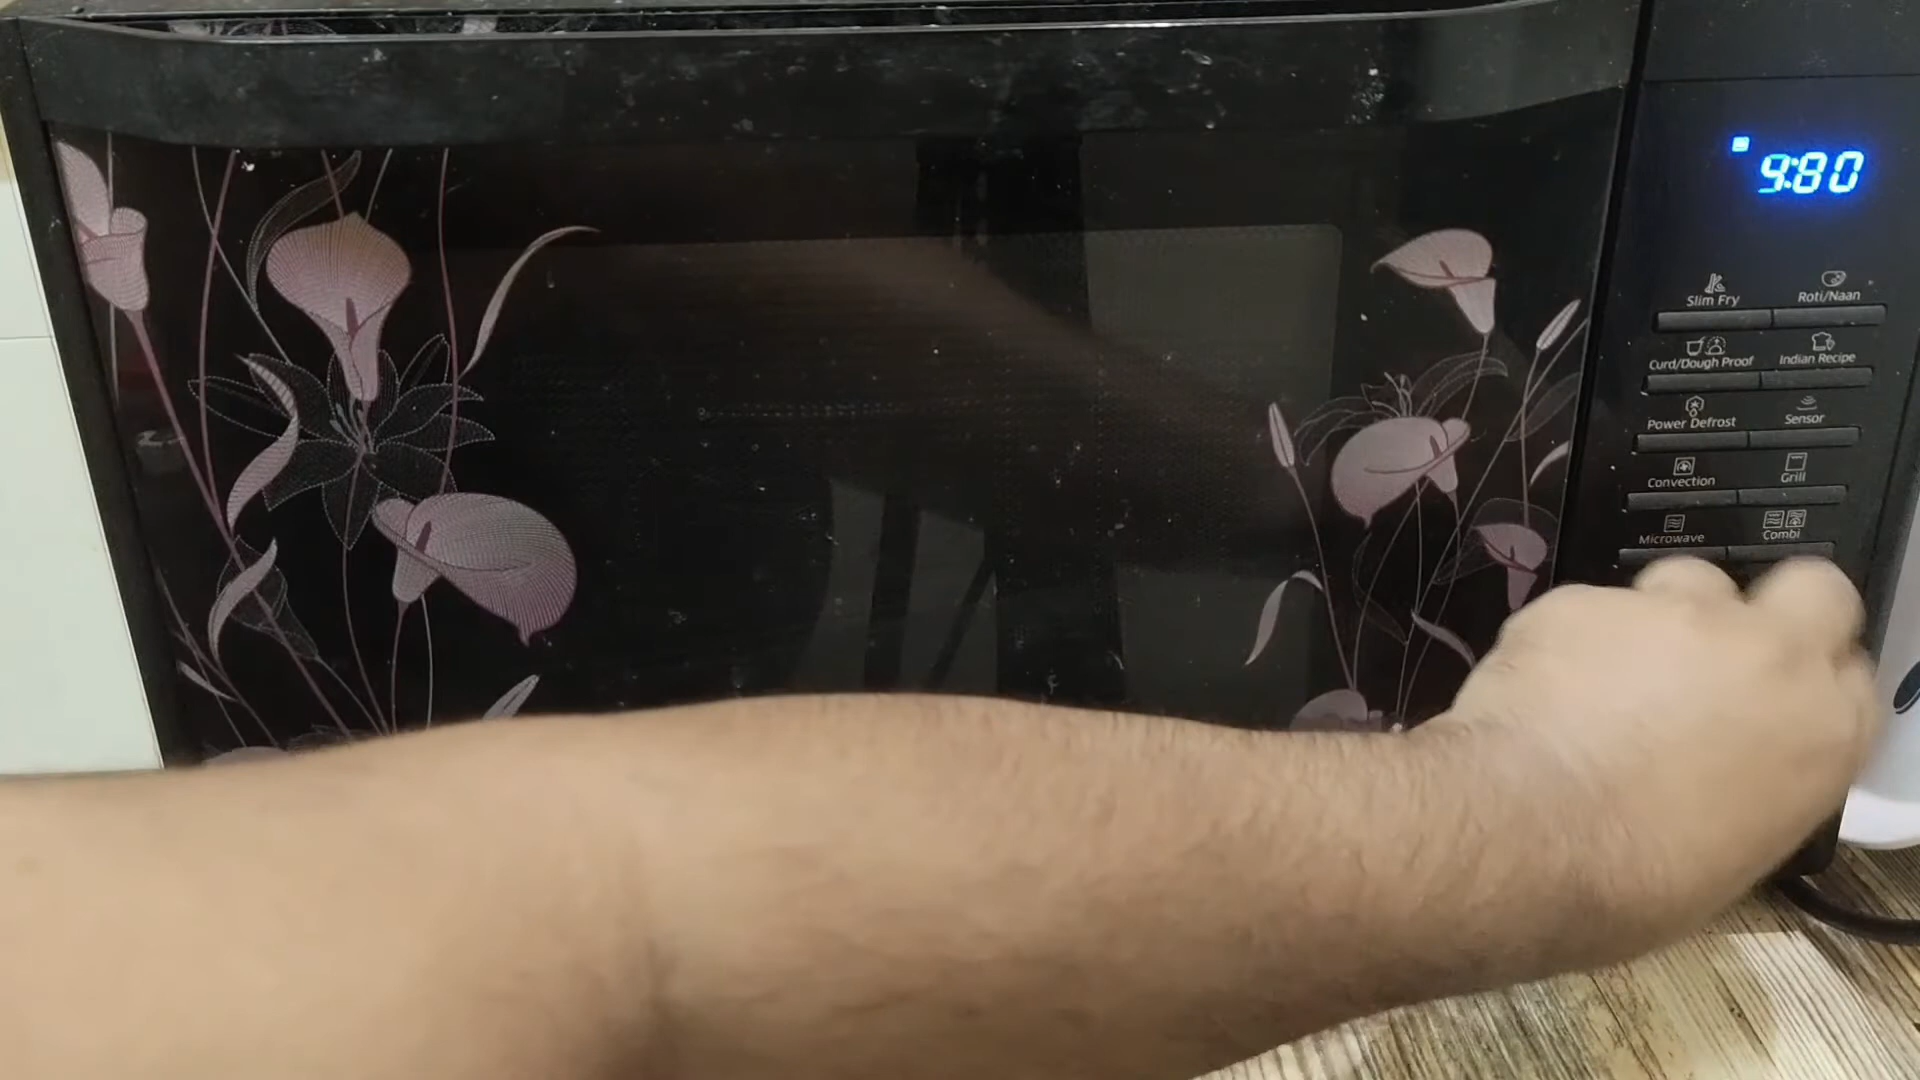 9:80
Slim Fry Roti/Naan
Curd/Dough Proof Indian Recipe
Power Defrost Sensor
Convection Grill
Microwave Combi